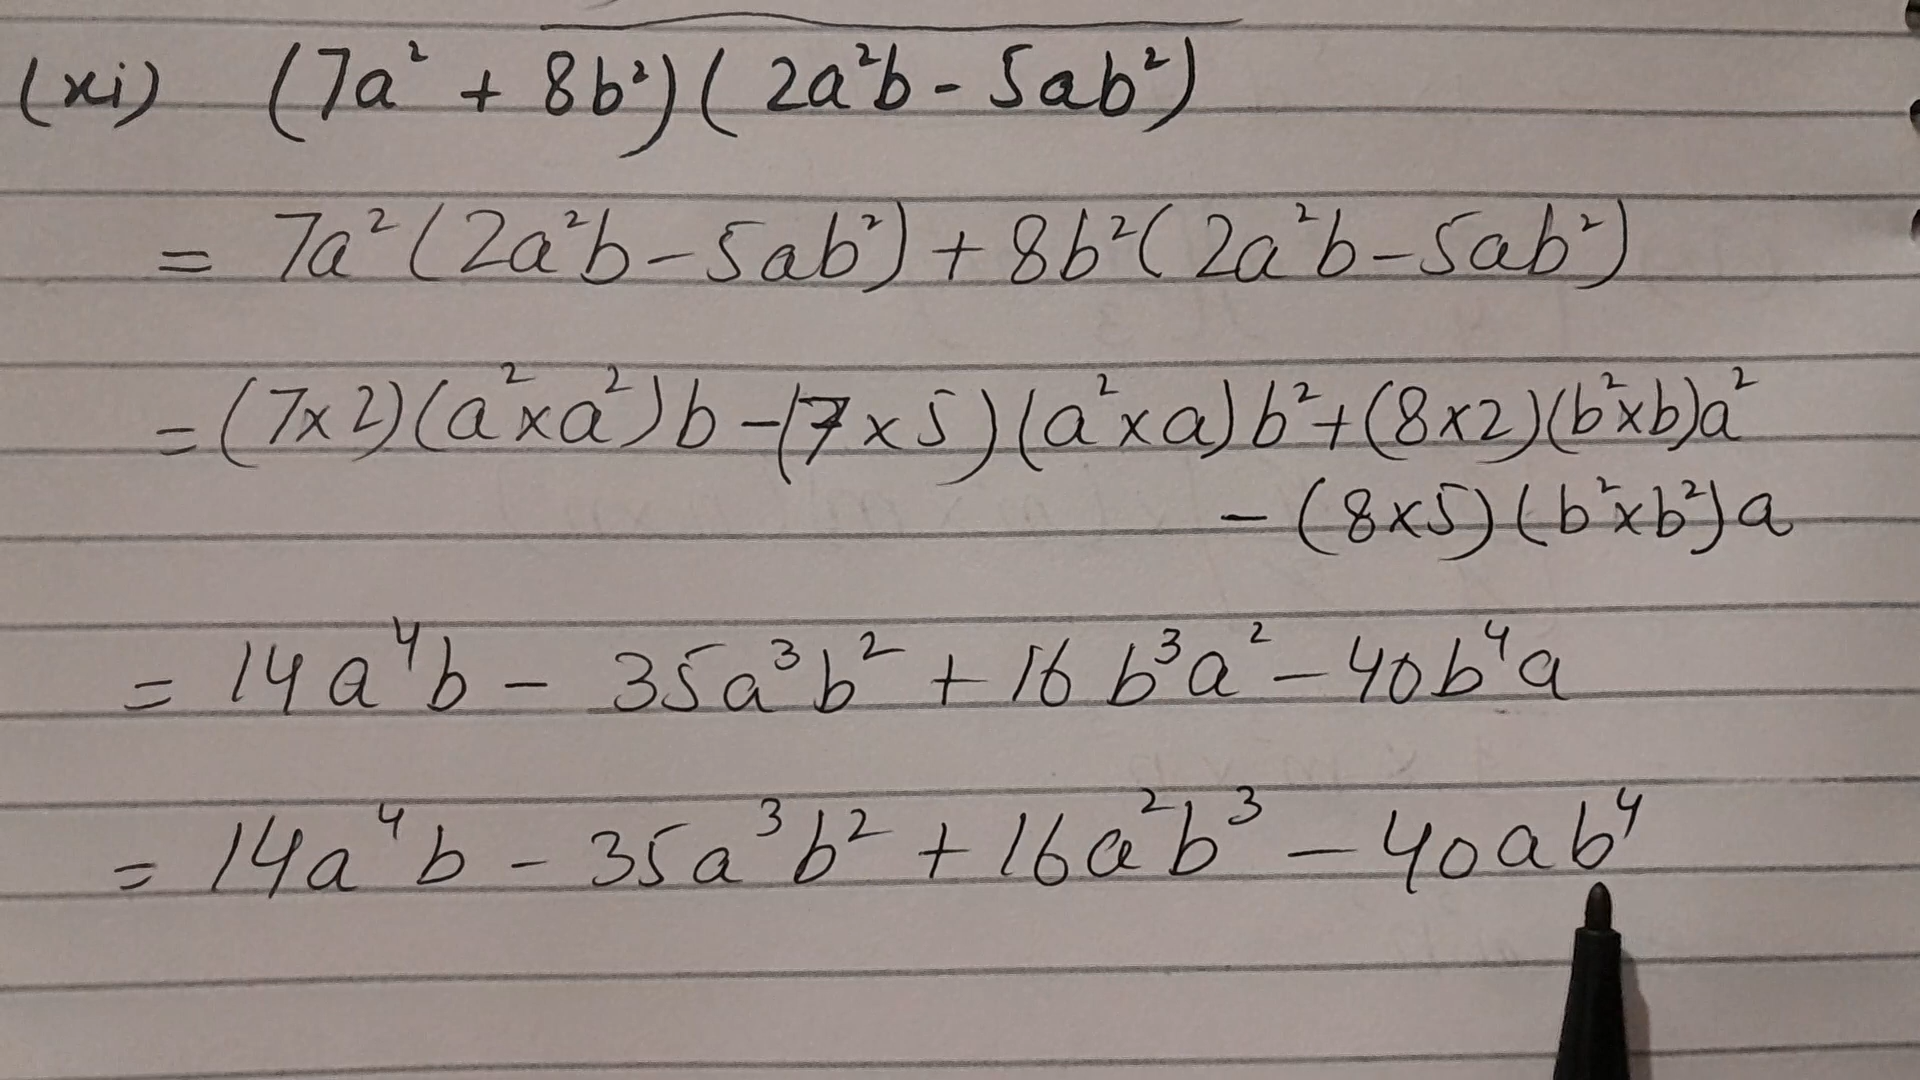 (xi) (7a² + 8b²)(2a²b - 5ab²)
= 7a²(2a²b - 5ab²) + 8b²(2a²b - 5ab²)
= (7×2)(a²×a²)b - (7×5)(a²×a)b² + (8×2)(b²×b)a²
- (8×5)(b²×b²)a
= 14a⁴b - 35a³b² + 16b³a² - 40b⁴a
= 14a⁴b - 35a³b² + 16a²b³ - 40ab⁴